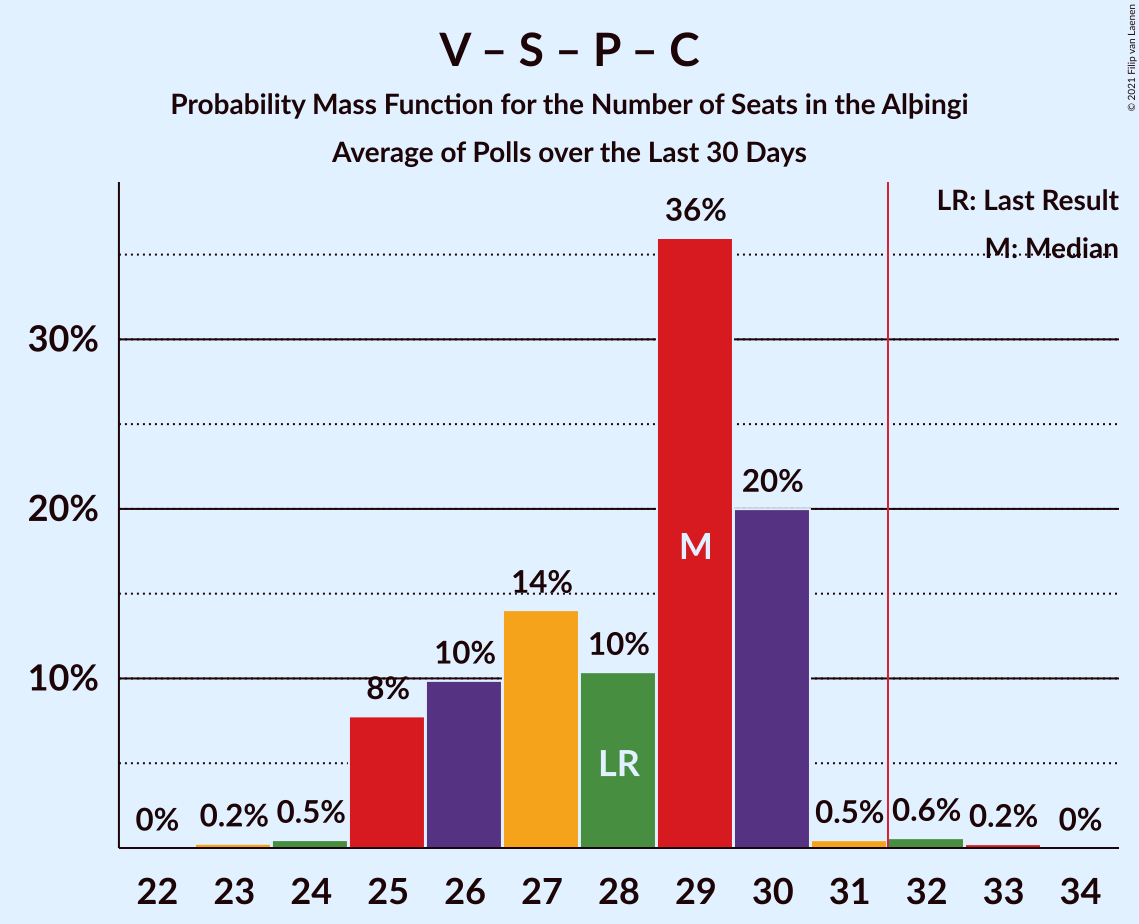 V – S – P – C
Probability Mass Function for the Number of Seats in the Alþingi
Average of Polls over the Last 30 Days
© 2021 Filip van Laenen
LR: Last Result
M: Median
36%
30%
20%
20%
M
14%
10%
10%
10%
8%
LR
0%
0.2%
0.5%
0.5%
0.6%
0.2%
0%
22 23 24 25 26 27 28 29 30 31 32 33 34